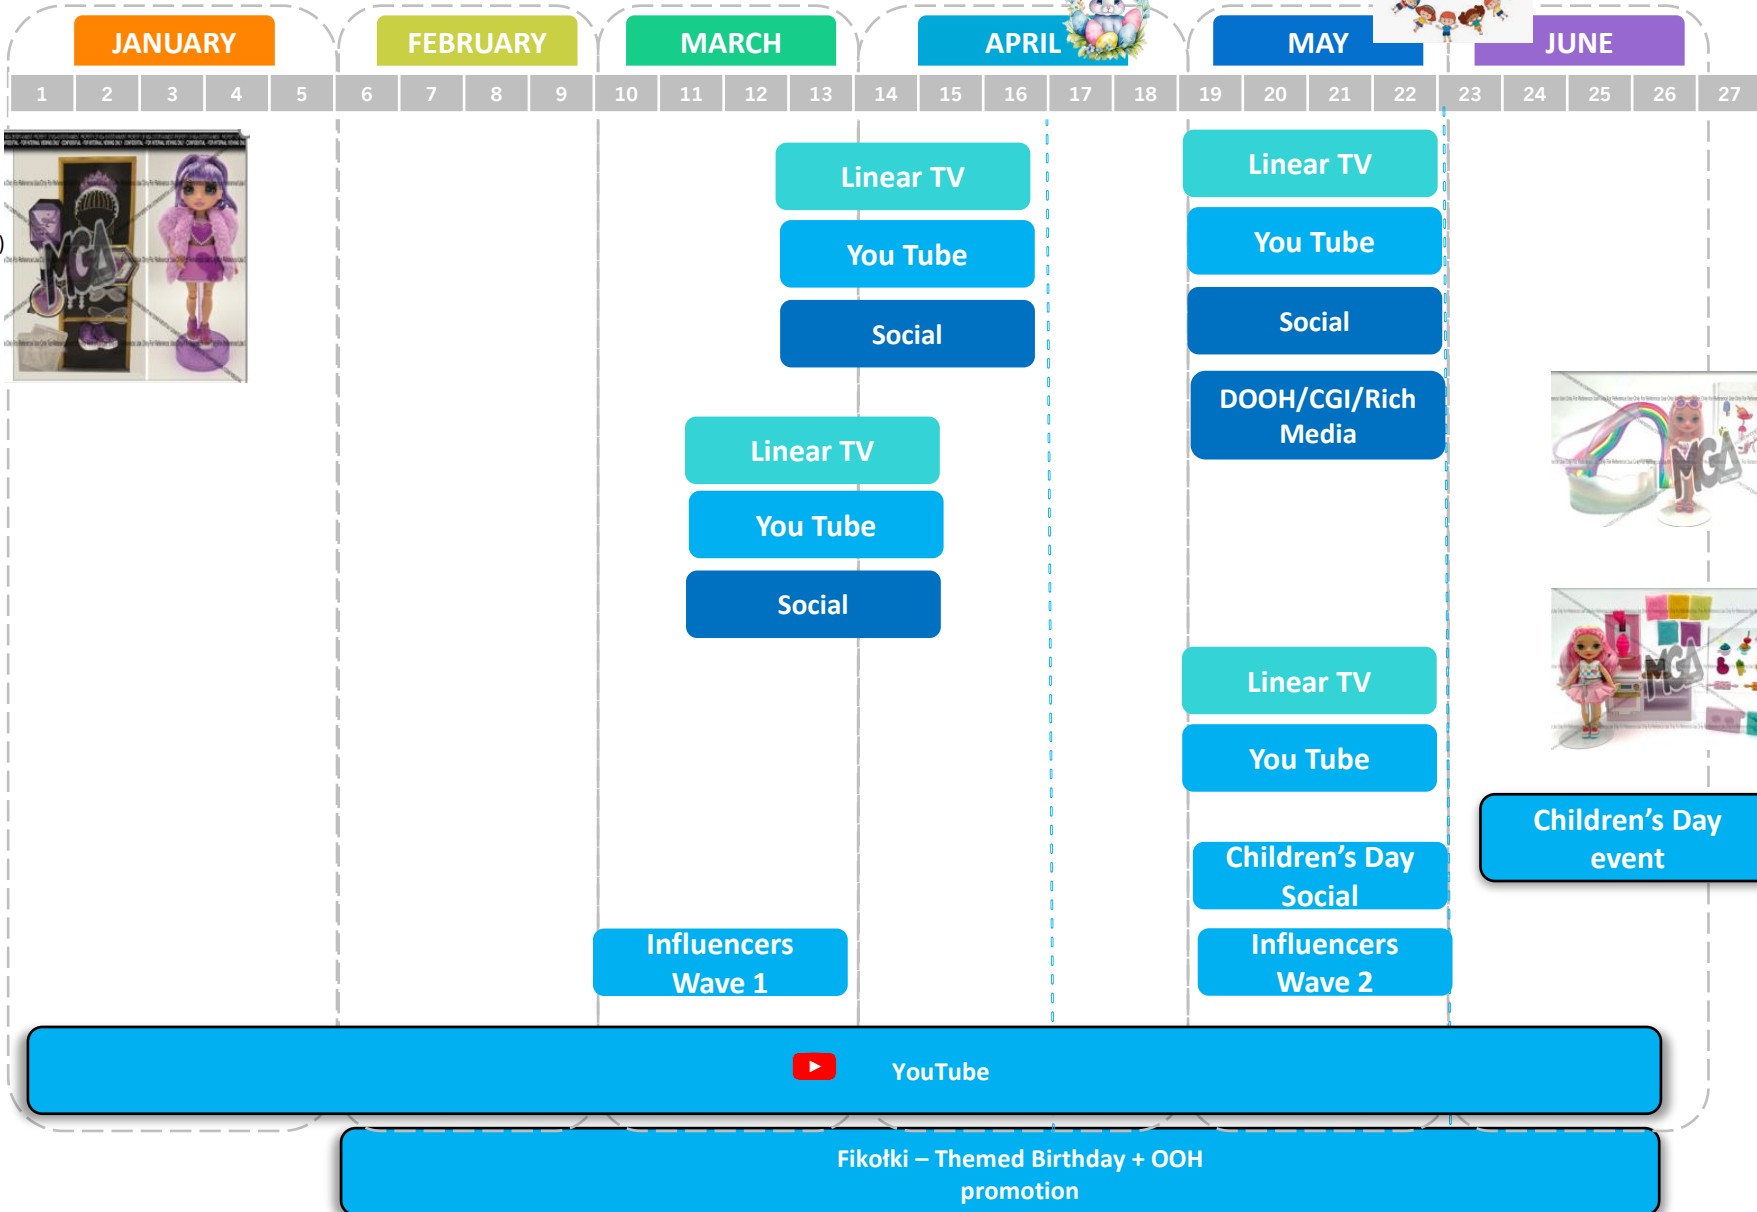 JANUARY
FEBRUARY
MARCH
APRIL
MAY
JUNE
1 2 3 4 5 6 7 8 9 10 11 12 13 14 15 16 17 18 19 20 21 22 23 24 25 26 27
)
MGA
Linear TV
You Tube
Social
Linear TV
You Tube
Social
DOOH/CGI/Rich
Media
Linear TV
You Tube
Social
MGA
MGA
Linear TV
You Tube
Children’s Day
event
Children’s Day
Social
Influencers
Wave 1
Influencers
Wave 2
YouTube
Fikołki – Themed Birthday + OOH
promotion